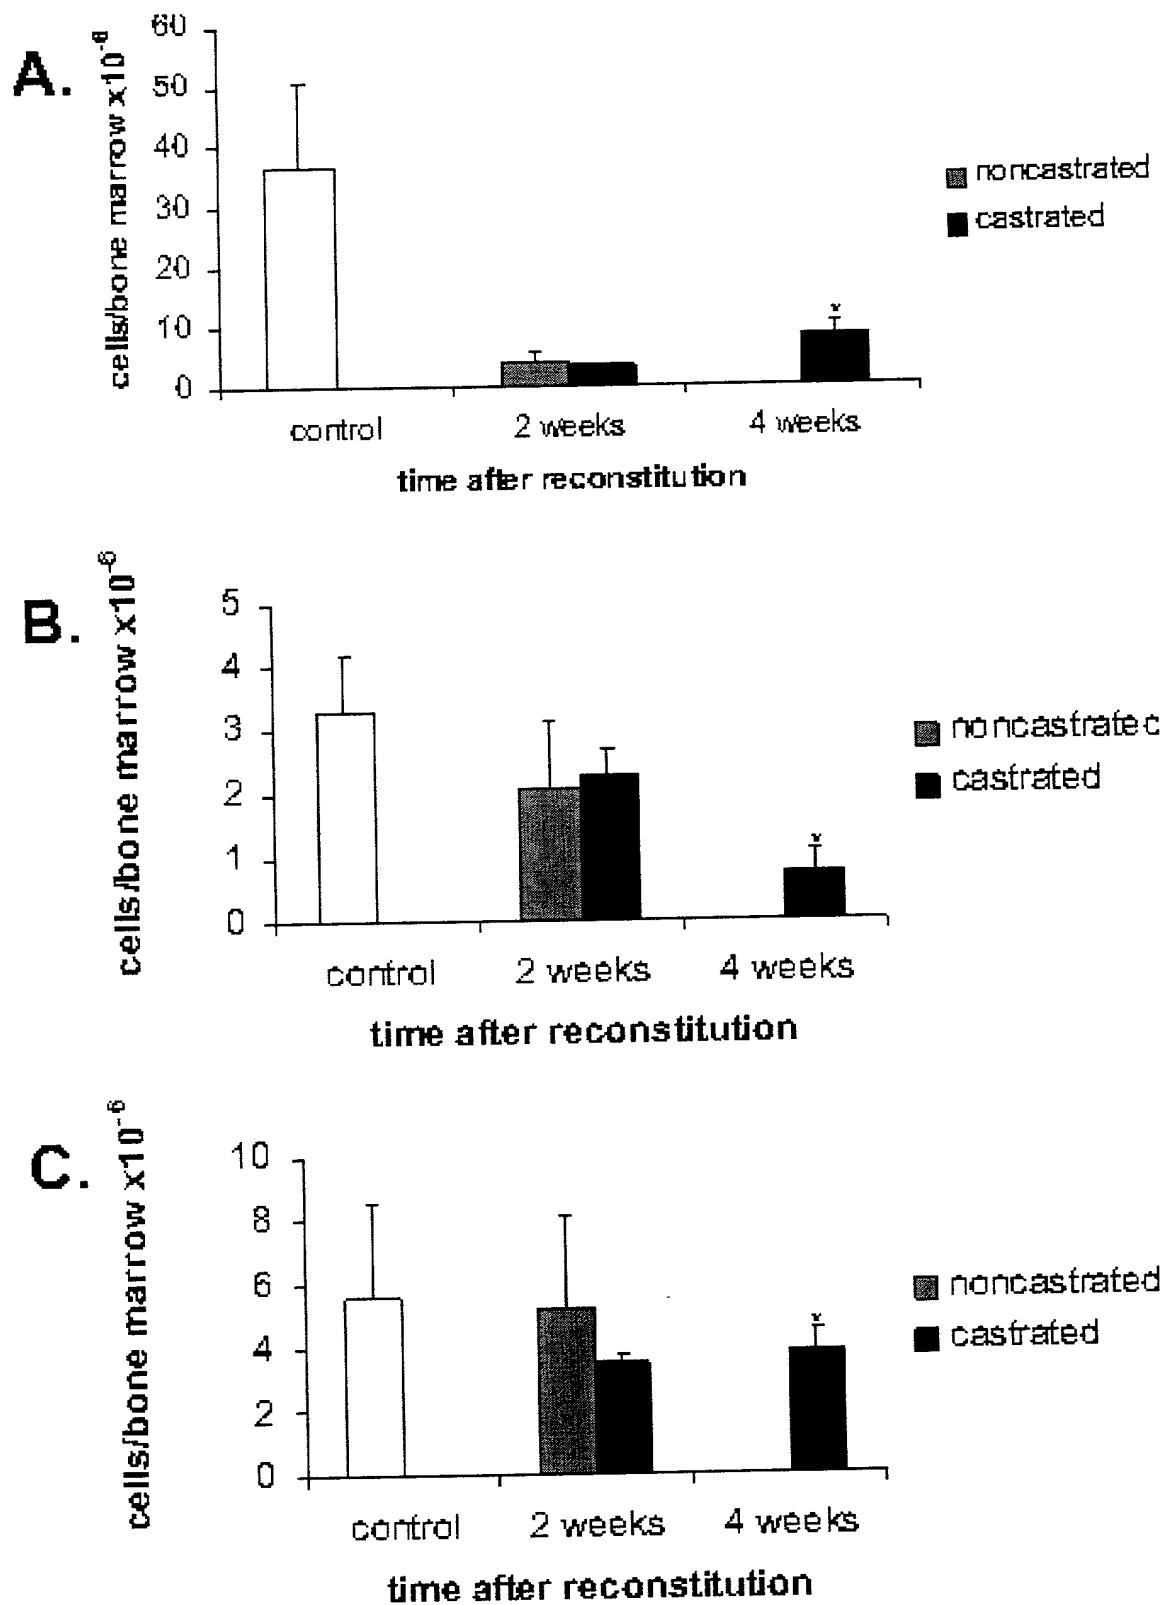 A.
cells/bone marrow x10⁻⁶
60
50
40
30
20
10
0
control
2 weeks
4 weeks
*
time after reconstitution
noncastrated
castrated
B.
cells/bone marrow x10⁻⁶
5
4
3
2
1
0
control
2 weeks
4 weeks
*
time after reconstitution
noncastratec
castrated
C.
cells/bone marrow x10⁻⁶
10
8
6
4
2
0
control
2 weeks
4 weeks
*
time after reconstitution
noncastrated
castrated